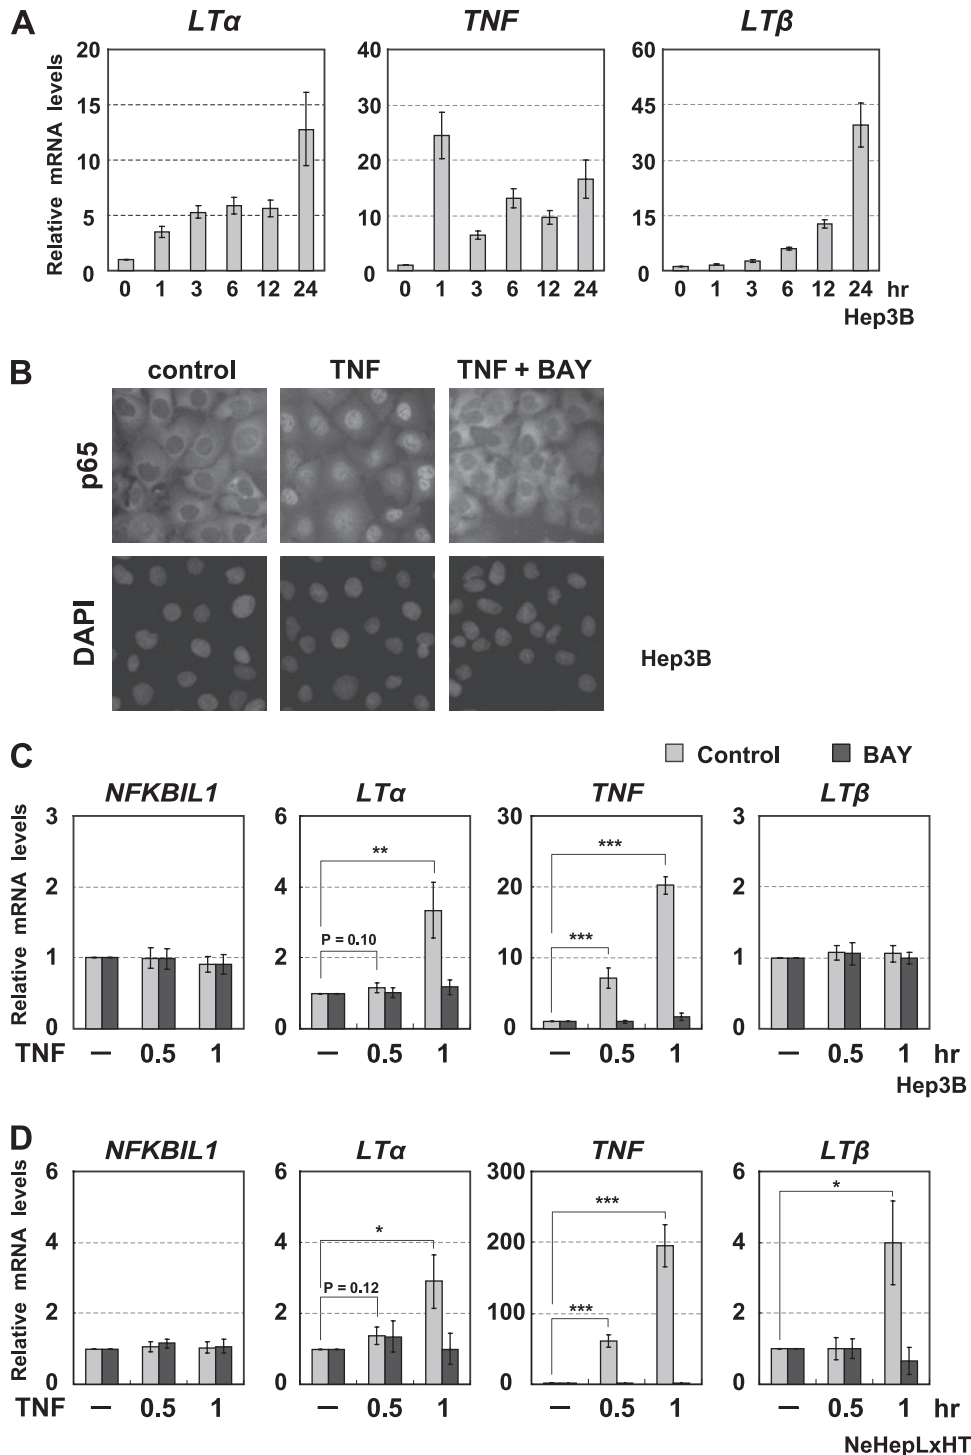 A
LTα
TNF
LTβ
Relative mRNA levels
20
15
10
5
0
0 1 3 6 12 24
40
30
20
10
0
0 1 3 6 12 24
60
45
30
15
0
0 1 3 6 12 24 hr
Hep3B
B
control
TNF
TNF + BAY
p65
DAPI
Hep3B
C
Control
BAY
NFKBIL1
LTα
TNF
LTβ
Relative mRNA levels
3
2
1
0
6
4
2
0
**
P = 0.10
30
20
10
0
***
***
3
2
1
0
TNF — 0.5 1 — 0.5 1 — 0.5 1 — 0.5 1 hr
Hep3B
D
NFKBIL1
LTα
TNF
LTβ
Relative mRNA levels
6
4
2
0
6
4
2
0
*
P = 0.12
300
200
100
0
***
***
6
4
2
0
*
TNF — 0.5 1 — 0.5 1 — 0.5 1 — 0.5 1 hr
NeHepLxHT